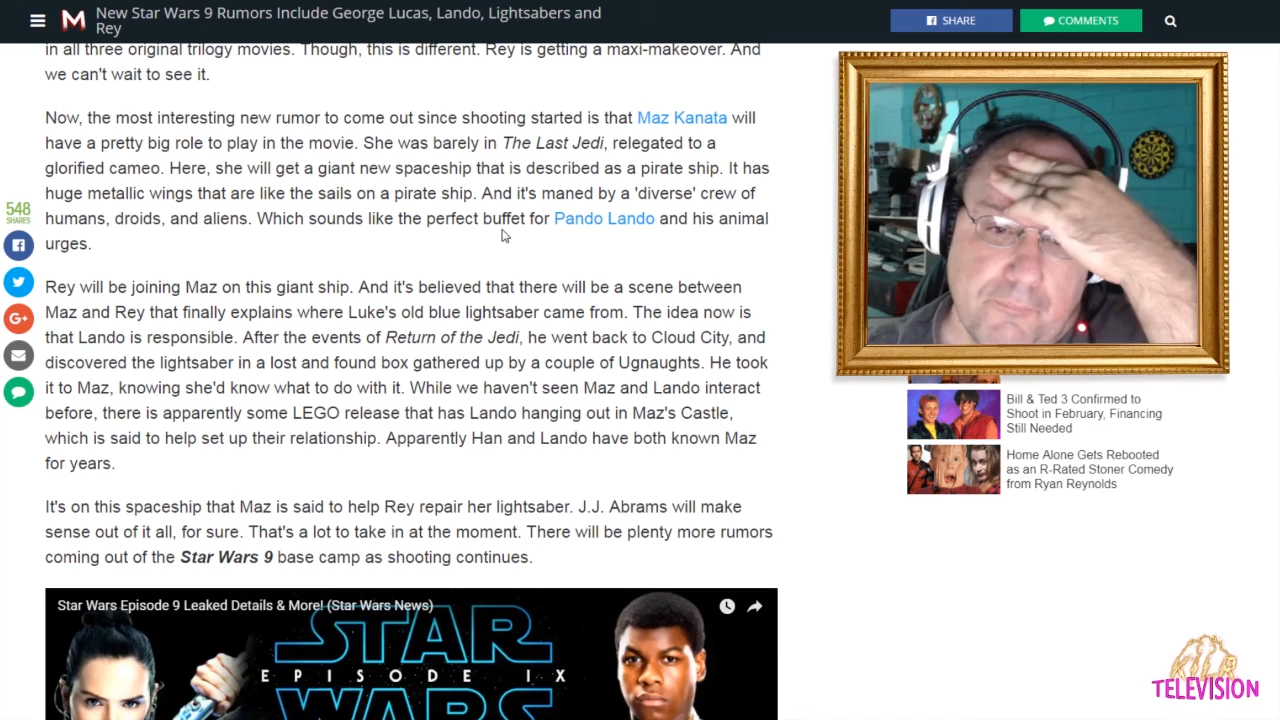 New Star Wars 9 Rumors Include George Lucas, Lando, Lightsabers and
Rey
SHARE
COMMENTS
in all three original trilogy movies. Though, this is different. Rey is getting a maxi-makeover. And
we can't wait to see it.
Now, the most interesting new rumor to come out since shooting started is that Maz Kanata will
have a pretty big role to play in the movie. She was barely in The Last Jedi, relegated to a
glorified cameo. Here, she will get a giant new spaceship that is described as a pirate ship. It has
huge metallic wings that are like the sails on a pirate ship. And it's maned by a 'diverse' crew of
humans, droids, and aliens. Which sounds like the perfect buffet for Pando Lando and his animal
urges.
548
SHARES
Rey will be joining Maz on this giant ship. And it's believed that there will be a scene between
Maz and Rey that finally explains where Luke's old blue lightsaber came from. The idea now is
that Lando is responsible. After the events of Return of the Jedi, he went back to Cloud City, and
discovered the lightsaber in a lost and found box gathered up by a couple of Ugnaughts. He took
it to Maz, knowing she'd know what to do with it. While we haven't seen Maz and Lando interact
before, there is apparently some LEGO release that has Lando hanging out in Maz's Castle,
which is said to help set up their relationship. Apparently Han and Lando have both known Maz
for years.
It's on this spaceship that Maz is said to help Rey repair her lightsaber. J.J. Abrams will make
sense out of it all, for sure. That's a lot to take in at the moment. There will be plenty more rumors
coming out of the Star Wars 9 base camp as shooting continues.
Star Wars Episode 9 Leaked Details & More! (Star Wars News)
STAR
EPISODE IX
WARS
Bill & Ted 3 Confirmed to
Shoot in February, Financing
Still Needed
Home Alone Gets Rebooted
as an R-Rated Stoner Comedy
from Ryan Reynolds
KTLR
TELEVISION